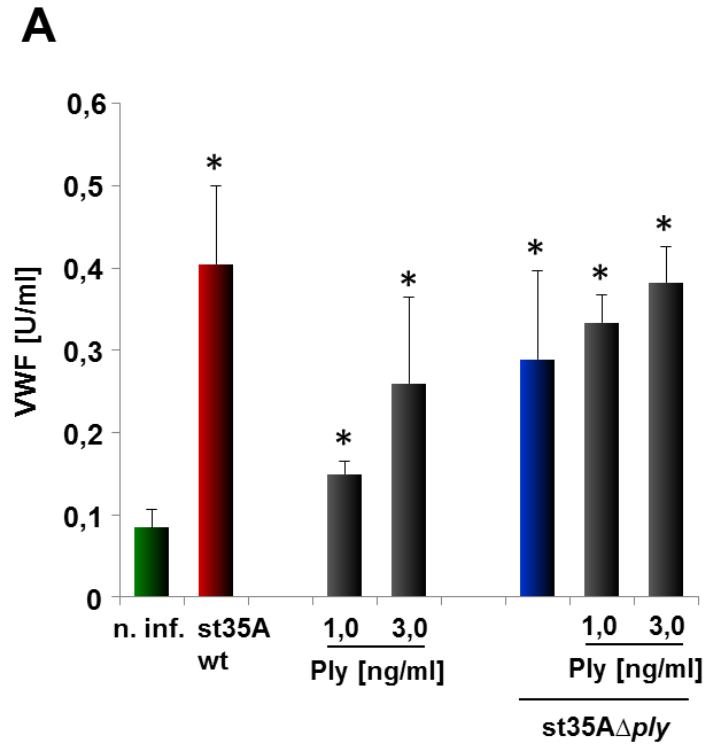 A
0,6
0,5
0,4
0,3
0,2
0,1
0
VWF [U/ml]
*
*
*
*
*
*
n. inf. st35A wt
1,0 3,0
Ply [ng/ml]
1,0 3,0
Ply [ng/ml]
st35AΔply